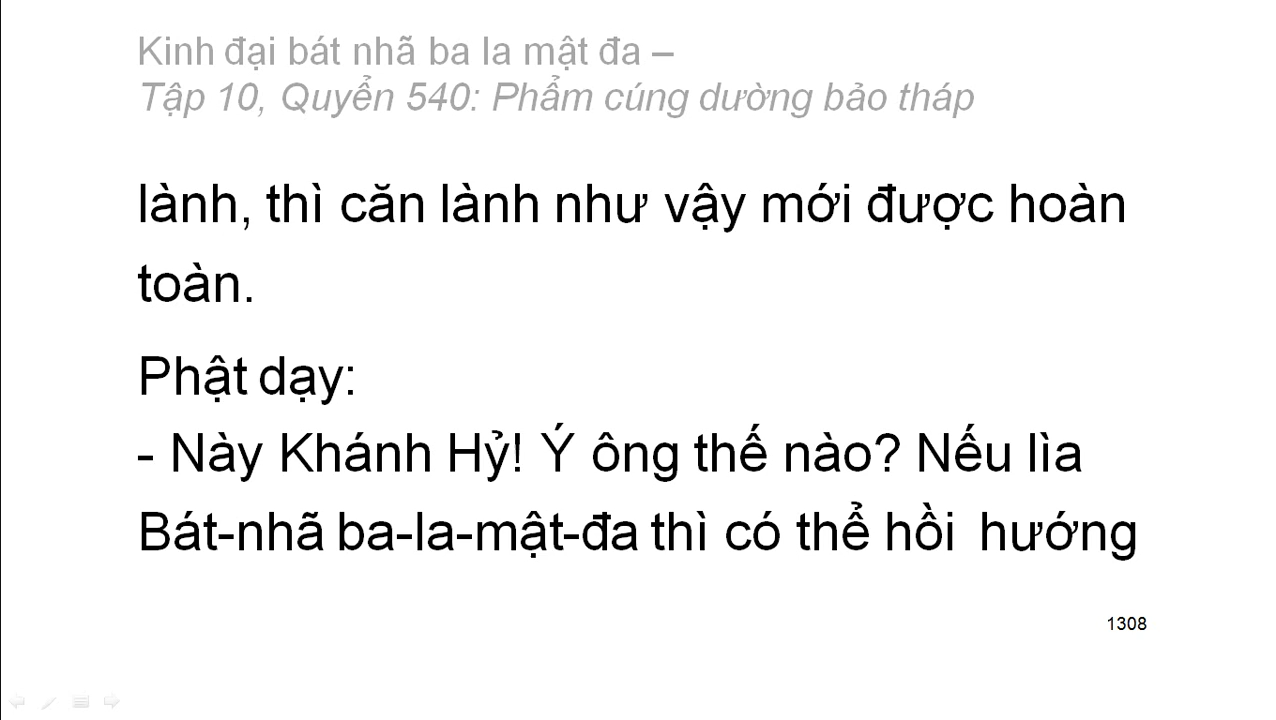 Kinh đại bát nhã ba la mật đa –
Tập 10, Quyển 540: Phẩm cúng dường bảo tháp
lành, thì căn lành như vậy mới được hoàn
toàn.
Phật dạy:
- Này Khánh Hỷ! Ý ông thế nào? Nếu lìa
Bát-nhã ba-la-mật-đa thì có thể hồi hướng
1308